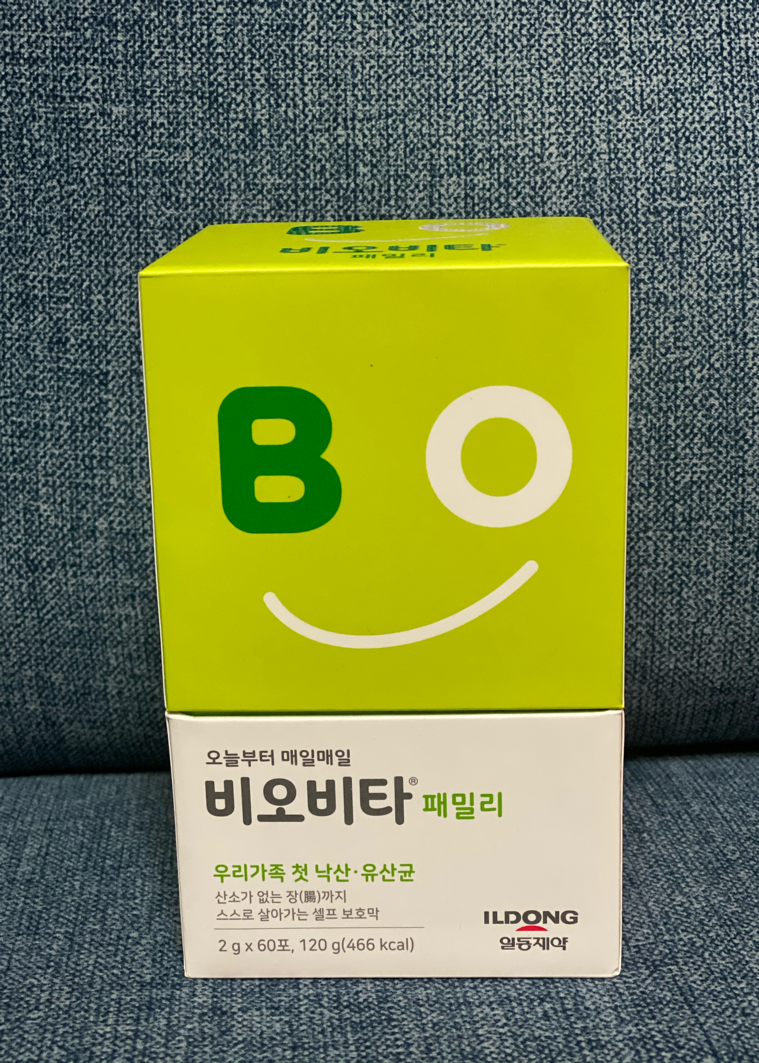 비오비타
패밀리
B O
오늘부터 매일매일
비오비타® 패밀리
우리가족 첫 낙산·유산균
산소가 없는 장(腸)까지
스스로 살아가는 셀프 보호막
2 g x 60포, 120 g(466 kcal)
ILDONG
일동제약